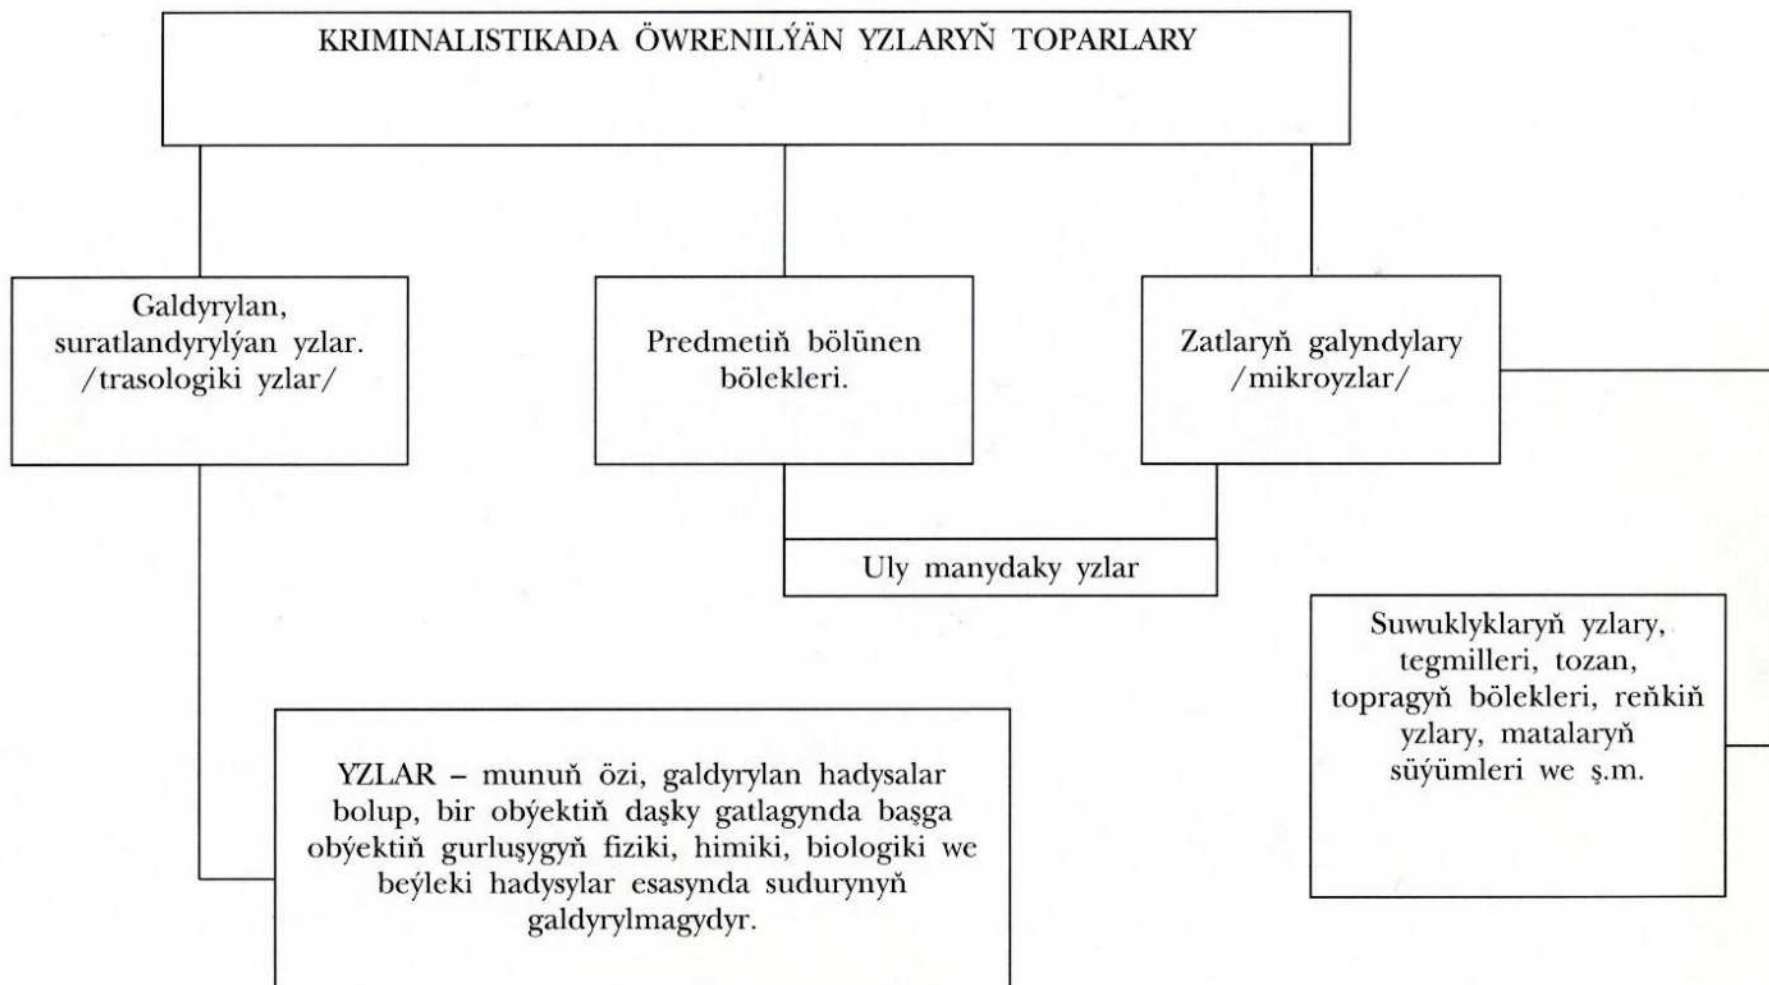 KRIMINALISTIKADA ÖWRENILÝÄN YZLARYŇ TOPARLARY
Galdyrylan,
suratlandyrylýan yzlar.
/trasologiki yzlar/
Predmetiň bölünen
bölekleri.
Zatlaryň galyndylary
/mikroyzlar/
Uly manydaky yzlar
Suwuklyklaryň yzlary,
tegmilleri, tozan,
topragyň bölekleri, reňkiň
yzlary, matalaryň
süýümleri we ş.m.
YZLAR – munuň özi, galdyrylan hadysalar
bolup, bir obýektiň daşky gatlagynda başga
obýektiň gurluşygyň fiziki, himiki, biologiki we
beýleki hadysylar esasynda sudurynyň
galdyrylmagydyr.